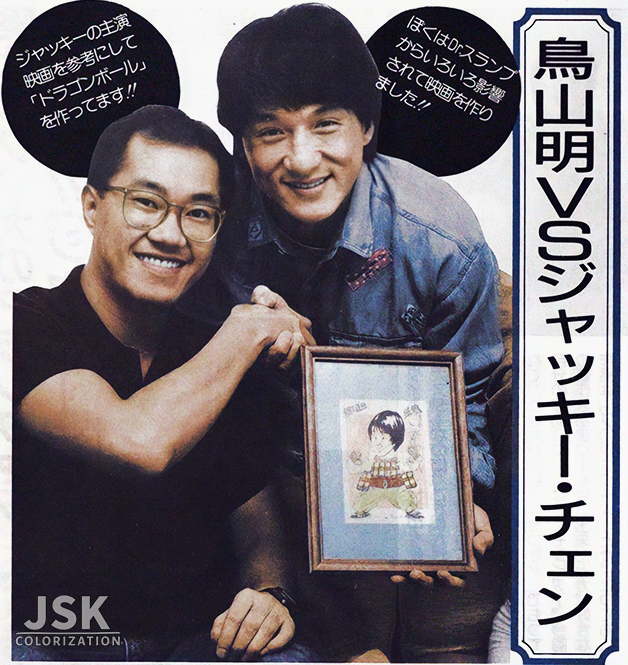 鳥山明VSジャッキー・チェン
ぼくはDr.スランプ
からいろいろ影響
されて映画を作り
ました!!
ジャッキーの主演
映画を参考にして
「ドラゴンボール」
を作ってます!!
JSK
COLORIZATION